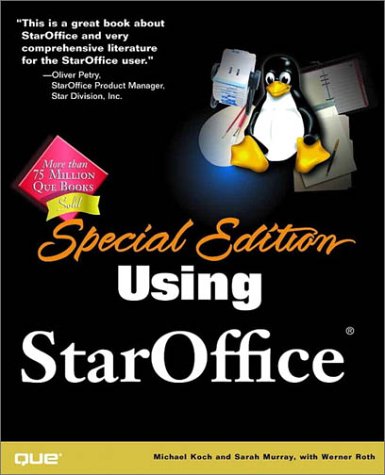 "This is a great book about
StarOffice and very
comprehensive literature
for the StarOffice user."
—Oliver Petry,
StarOffice Product Manager,
Star Division, Inc.
More than
75 MILLION
QUE BOOKS
Sold
Special Edition
Using
StarOffice®
que®
Michael Koch and Sarah Murray, with Werner Roth